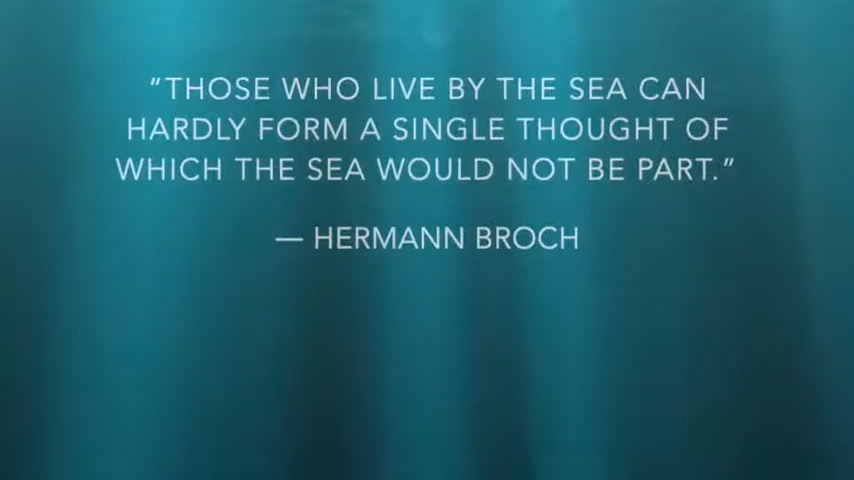 “THOSE WHO LIVE BY THE SEA CAN
HARDLY FORM A SINGLE THOUGHT OF
WHICH THE SEA WOULD NOT BE PART.”
— HERMANN BROCH